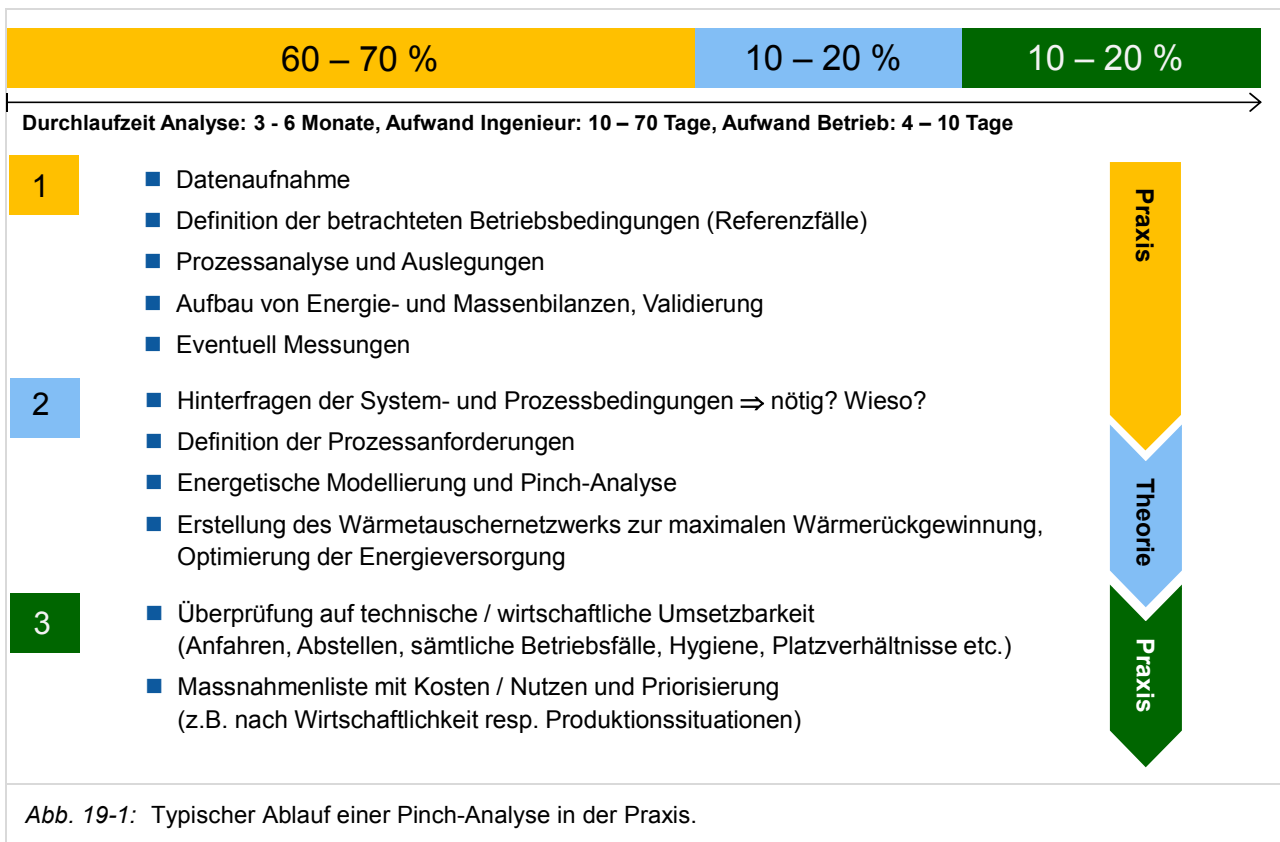 60 – 70 %
10 – 20 %
10 – 20 %
Durchlaufzeit Analyse: 3 - 6 Monate, Aufwand Ingenieur: 10 – 70 Tage, Aufwand Betrieb: 4 – 10 Tage
1
■ Datenaufnahme
■ Definition der betrachteten Betriebsbedingungen (Referenzfälle)
■ Prozessanalyse und Auslegungen
■ Aufbau von Energie- und Massenbilanzen, Validierung
■ Eventuell Messungen
Praxis
2
■ Hinterfragen der System- und Prozessbedingungen ⇒ nötig? Wieso?
■ Definition der Prozessanforderungen
■ Energetische Modellierung und Pinch-Analyse
■ Erstellung des Wärmetauschernetzwerks zur maximalen Wärmerückgewinnung,
Optimierung der Energieversorgung
Theorie
3
■ Überprüfung auf technische / wirtschaftliche Umsetzbarkeit
(Anfahren, Abstellen, sämtliche Betriebsfälle, Hygiene, Platzverhältnisse etc.)
■ Massnahmenliste mit Kosten / Nutzen und Priorisierung
(z.B. nach Wirtschaftlichkeit resp. Produktionssituationen)
Praxis
Abb. 19-1: Typischer Ablauf einer Pinch-Analyse in der Praxis.